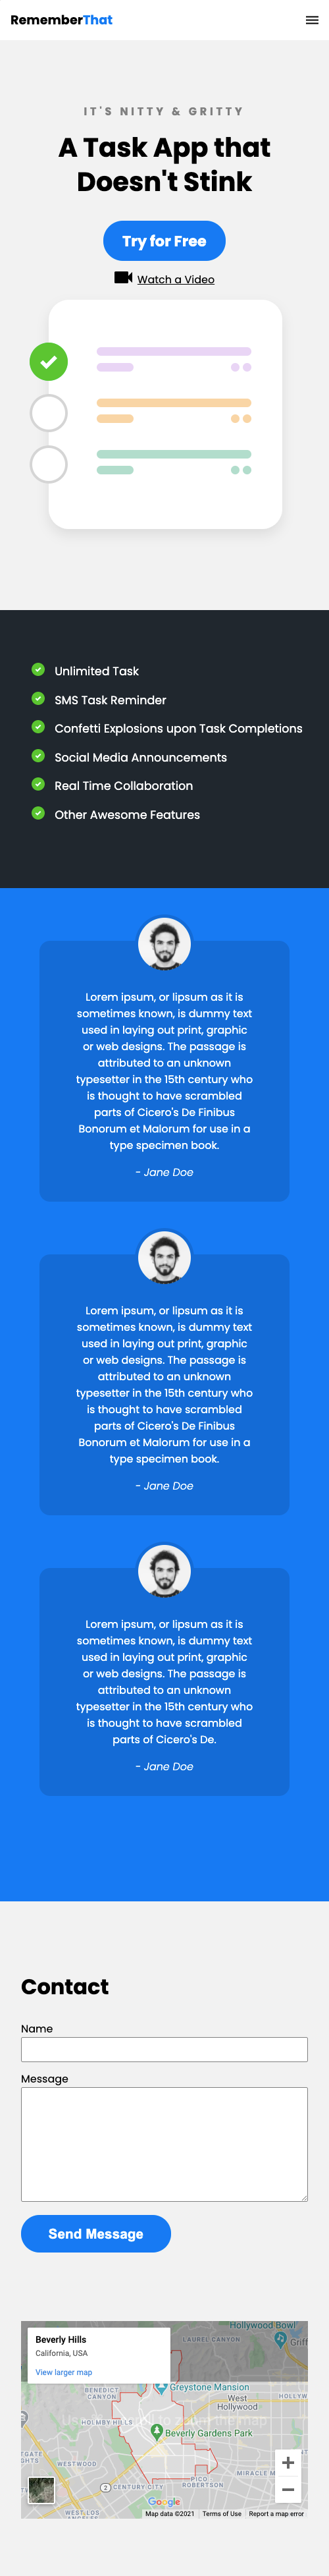 RememberThat
IT'S NITTY & GRITTY
A Task App that
Doesn't Stink
Try for Free
Watch a Video
Unlimited Task
SMS Task Reminder
Confetti Explosions upon Task Completions
Social Media Announcements
Real Time Collaboration
Other Awesome Features
Lorem ipsum, or lipsum as it is
sometimes known, is dummy text
used in laying out print, graphic
or web designs. The passage is
attributed to an unknown
typesetter in the 15th century who
is thought to have scrambled
parts of Cicero's De Finibus
Bonorum et Malorum for use in a
type specimen book.
- Jane Doe
Lorem ipsum, or lipsum as it is
sometimes known, is dummy text
used in laying out print, graphic
or web designs. The passage is
attributed to an unknown
typesetter in the 15th century who
is thought to have scrambled
parts of Cicero's De Finibus
Bonorum et Malorum for use in a
type specimen book.
- Jane Doe
Lorem ipsum, or lipsum as it is
sometimes known, is dummy text
used in laying out print, graphic
or web designs. The passage is
attributed to an unknown
typesetter in the 15th century who
is thought to have scrambled
parts of Cicero's De.
- Jane Doe
Contact
Name
Message
Send Message
Beverly Hills
California, USA
View larger map
Hollywood Bowl
LAUREL CANYON
Griff
BENEDICT
CANYON
Greystone Mansion
HOLLYW
West
Hollywood
HOLMBY HILLS
Beverly Gardens Park
GATE
GHTS
WESTWOOD
CENTURY CITY
PICO-
ROBERTSON
MIRACLE M
WEST LOS
Google
Map data ©2021
Terms of Use
Report a map error